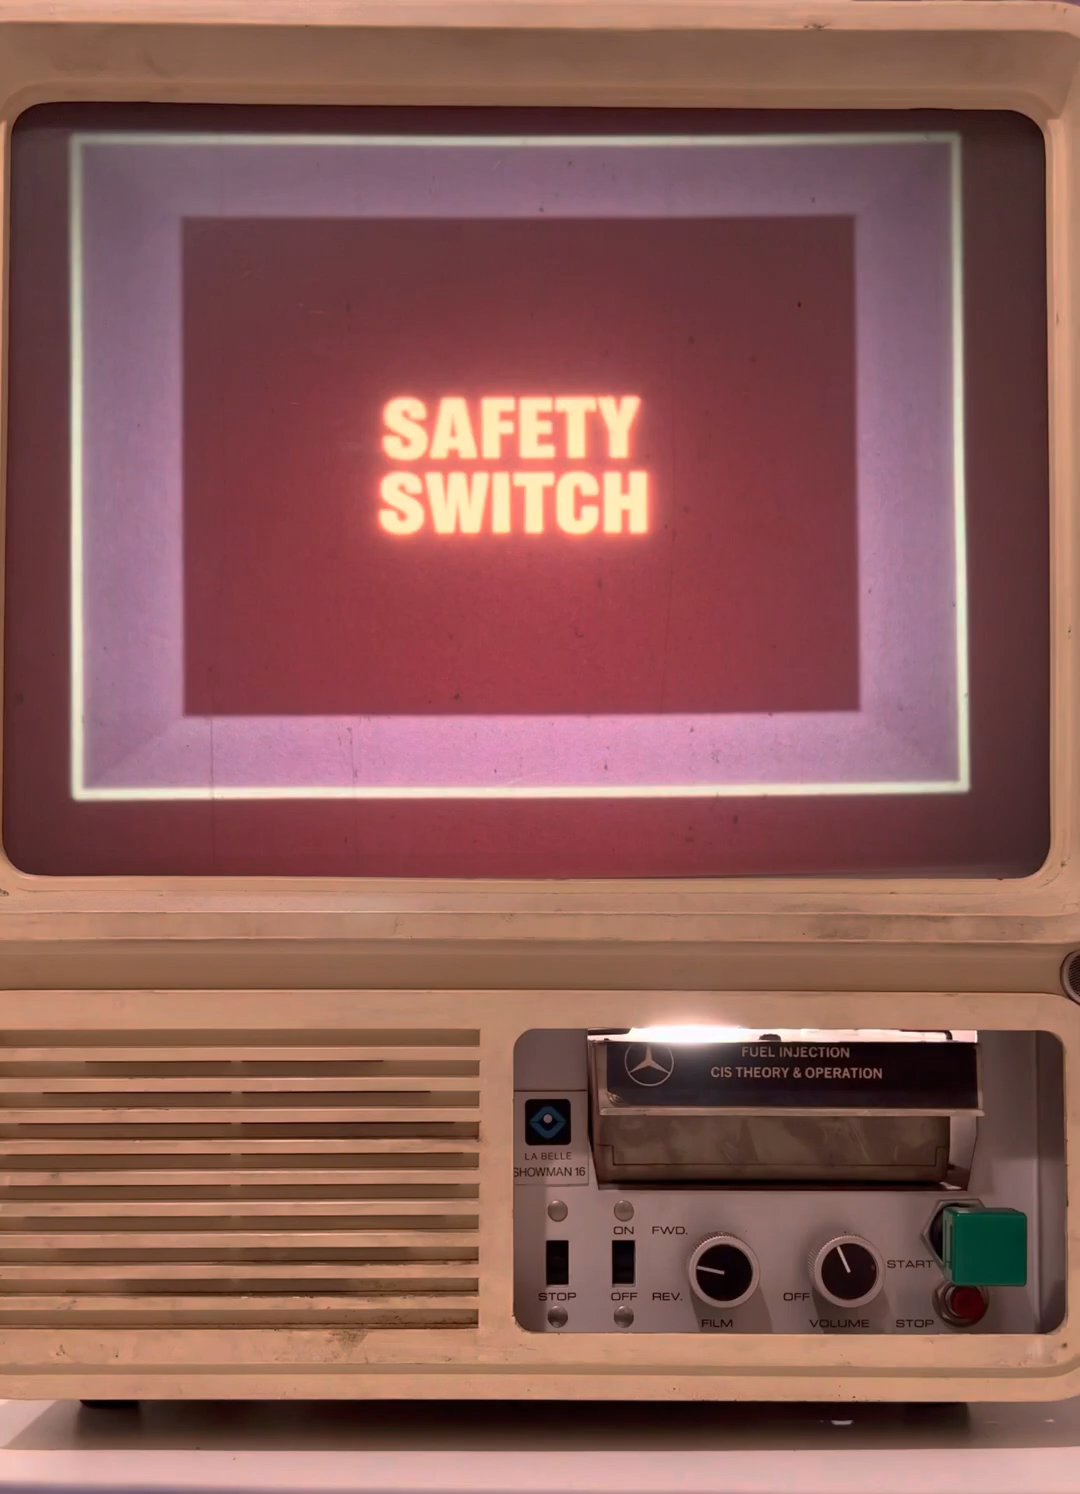 SAFETY
SWITCH
FUEL INJECTION
CIS THEORY & OPERATION
LA BELLE
SHOWMAN 16
ON
FWD.
START
STOP
OFF
REV.
OFF
FILM
VOLUME
STOP